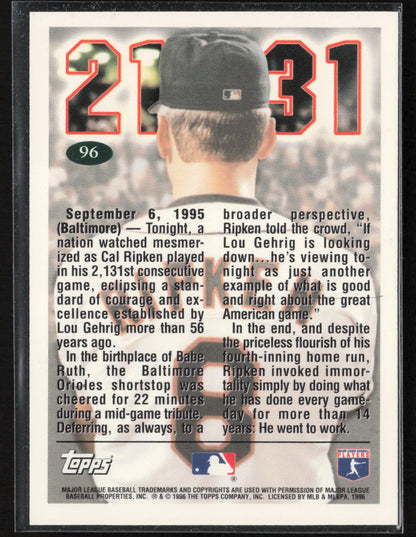 2131
96
September 6, 1995
(Baltimore) — Tonight, a
nation watched mesmer-
ized as Cal Ripken played
in his 2,131st consecutive
game, eclipsing a stan-
dard of courage and ex-
cellence established by
Lou Gehrig more than 56
years ago.
In the birthplace of Babe
Ruth, the Baltimore
Orioles shortstop was
cheered for 22 minutes
during a mid-game tribute.
Deferring, as always, to a
broader perspective,
Ripken told the crowd, "If
Lou Gehrig is looking
down...he's viewing to-
night as just another
example of what is good
and right about the great
American game."
In the end, and despite
the priceless flourish of his
fourth-inning home run,
Ripken invoked immor-
tality simply by doing what
he has done every game-
day for more than 14
years: He went to work.
RIPKEN
8
Topps
®
PLAYERS
MAJOR LEAGUE BASEBALL TRADEMARKS AND COPYRIGHTS ARE USED WITH PERMISSION OF MAJOR LEAGUE
BASEBALL PROPERTIES, INC. ® & © 1996 THE TOPPS COMPANY, INC. LICENSED BY MLB & MLBPA, 1996